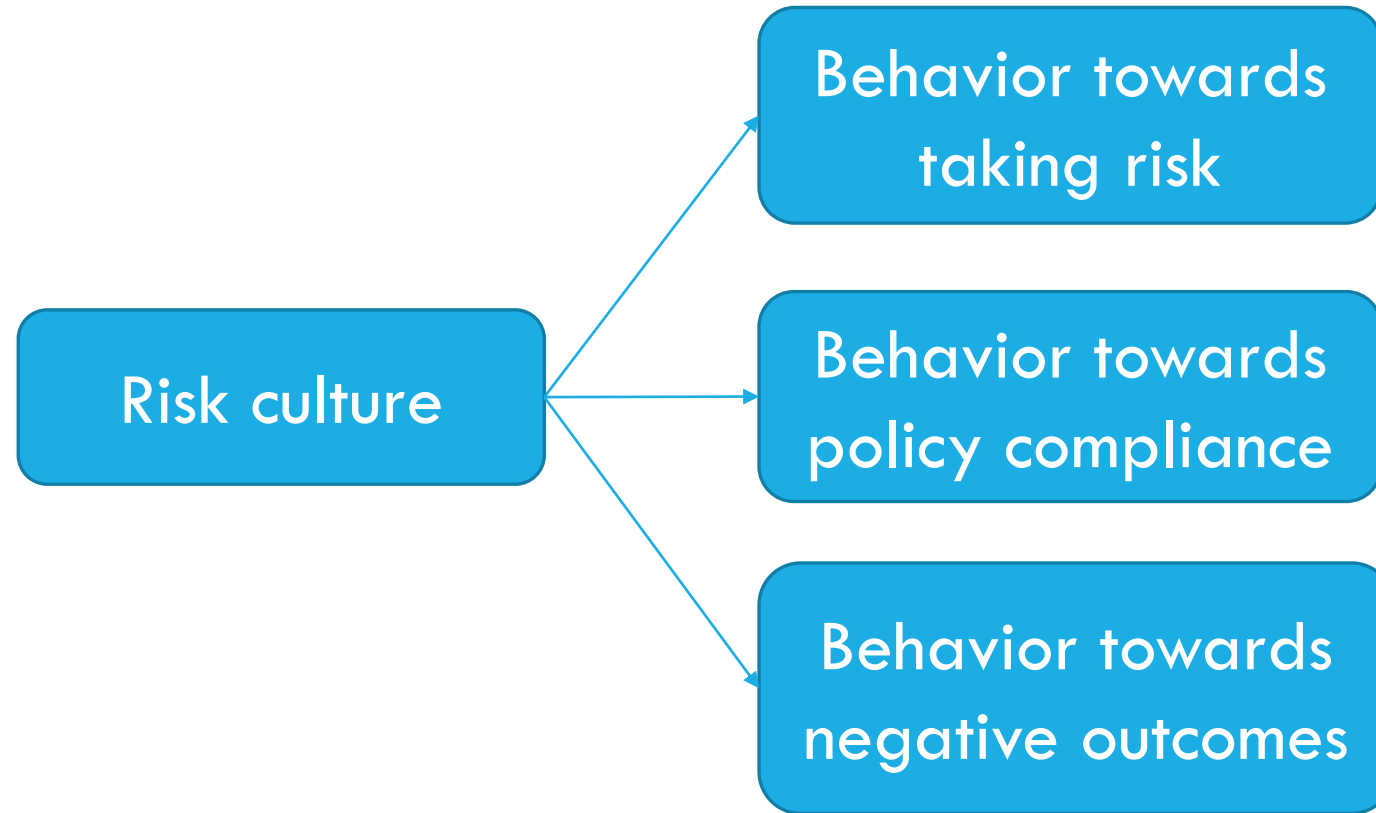 Behavior towards
taking risk
Risk culture
Behavior towards
policy compliance
Behavior towards
negative outcomes